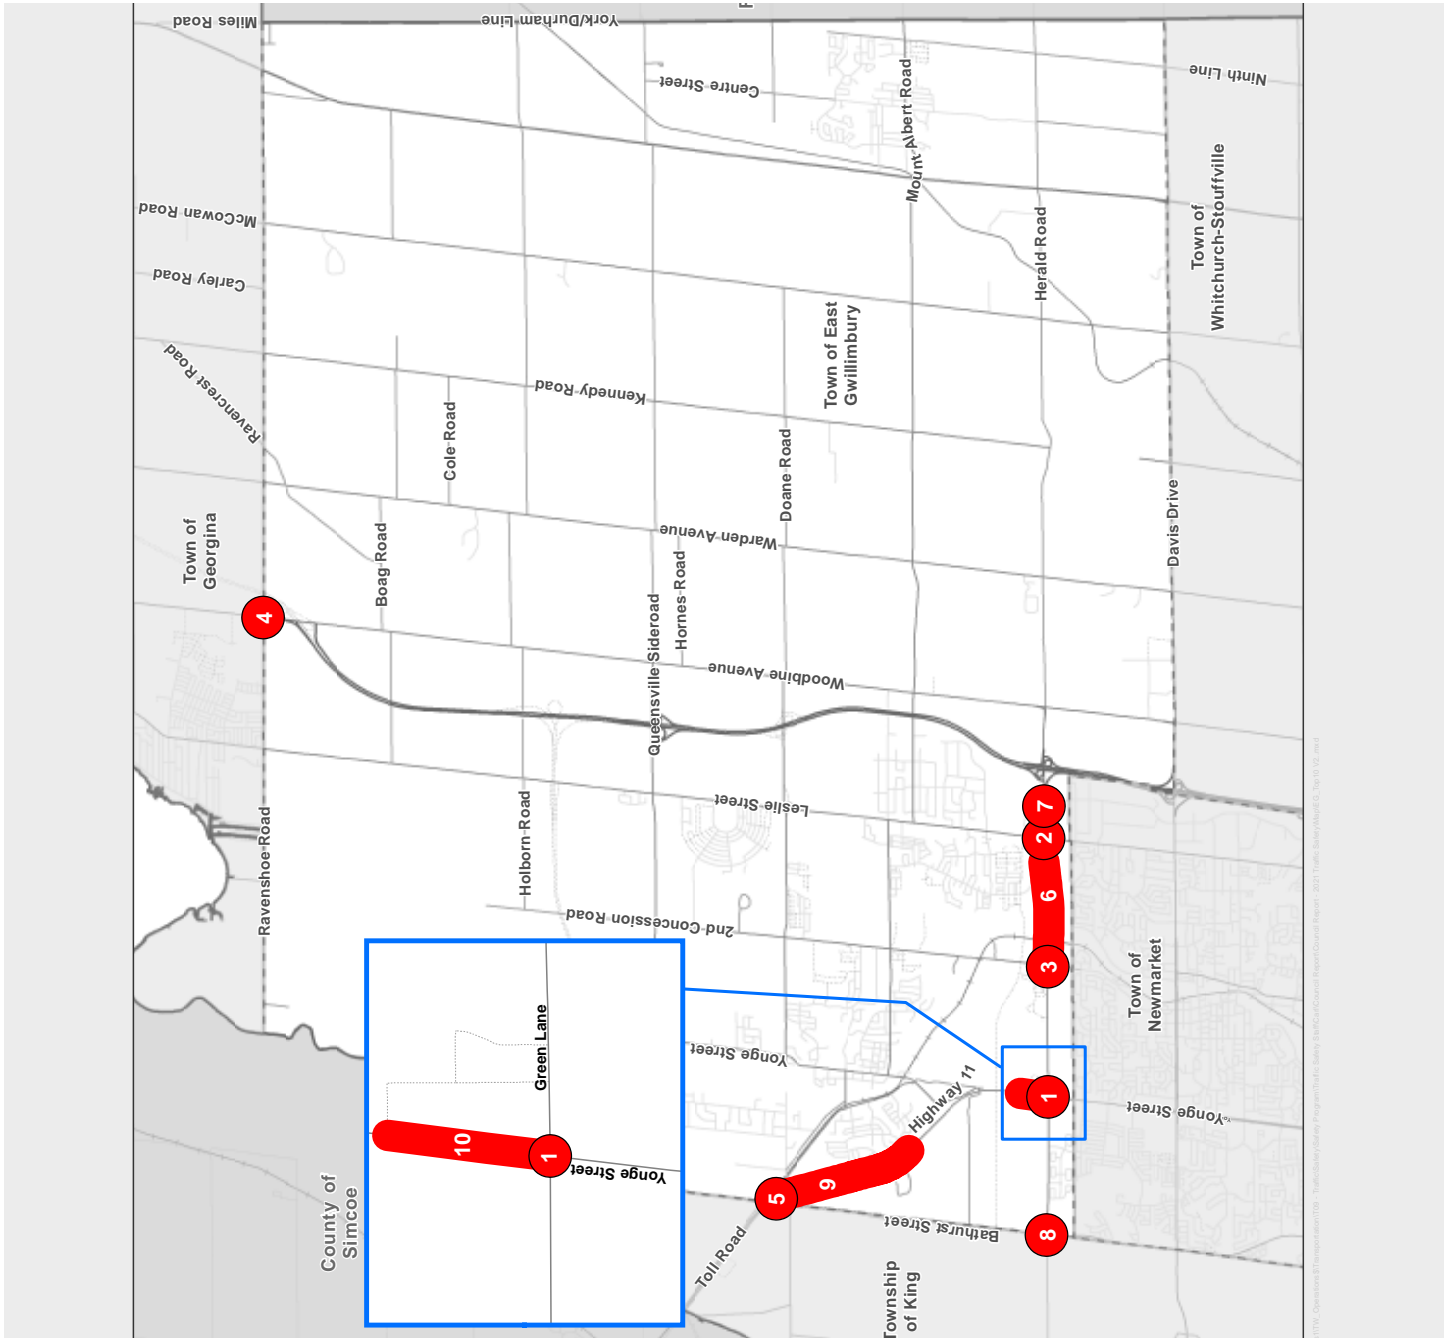 Miles Road
York/Durham Line
Centre Street
Mount Albert Road
Ninth Line
McCowan Road
Carley Road
Herald Road
Town of
Whitchurch-Stouffville
Ravencrest Road
Kennedy Road
Town of East
Gwillimbury
Cole Road
Doane Road
Town of
Georgina
Boag Road
Warden Avenue
Hornes Road
Davis Drive
4
Queensville Sideroad
Woodbine Avenue
Leslie Street
7
2
6
3
Ravenshoe Road
Holborn Road
2nd Concession Road
Town of
Newmarket
Green Lane
10
1
Yonge Street
Yonge Street
Highway 11
1
Yonge Street
County of
Simcoe
5
9
Bathurst Street
8
Toll Road
Township
of King